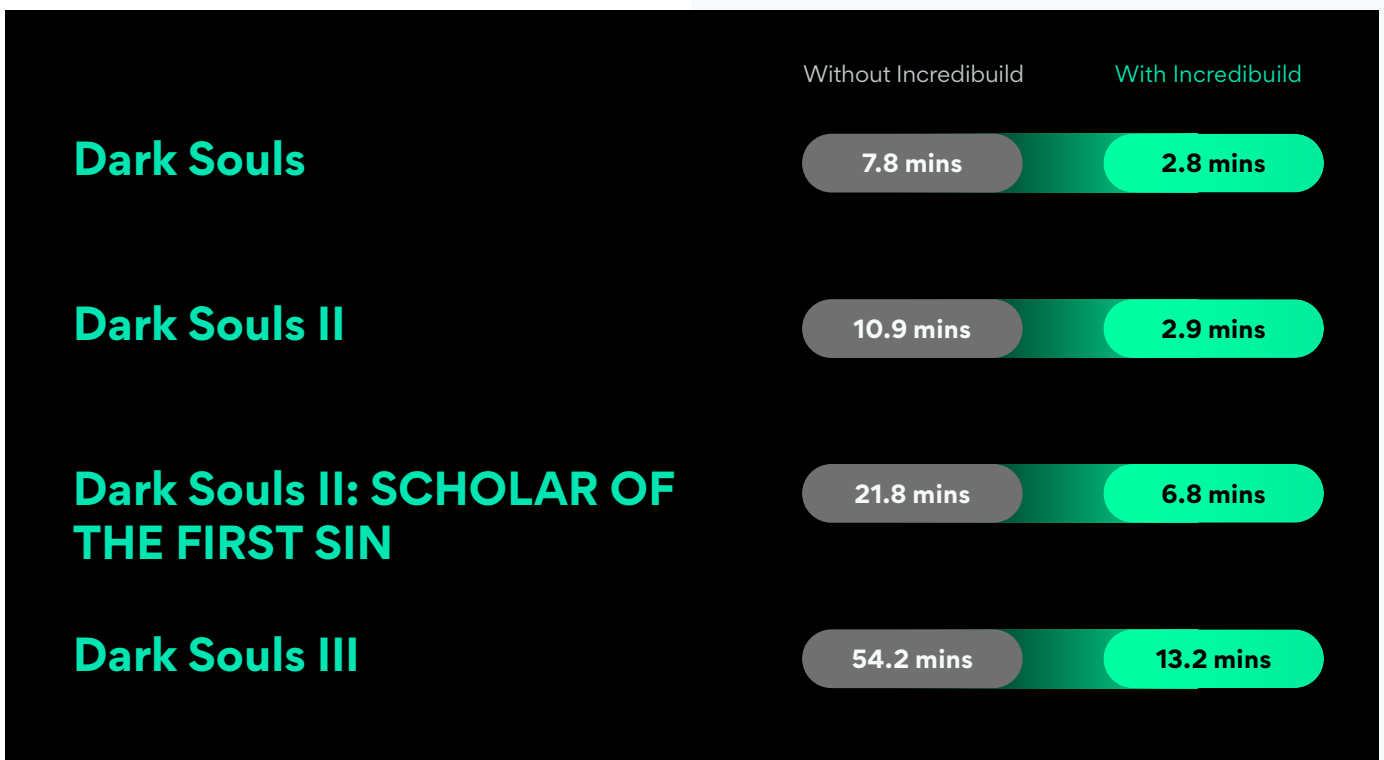 Without Incredibuild With Incredibuild
Dark Souls 7.8 mins 2.8 mins
Dark Souls II 10.9 mins 2.9 mins
Dark Souls II: SCHOLAR OF 21.8 mins 6.8 mins
THE FIRST SIN
Dark Souls III 54.2 mins 13.2 mins